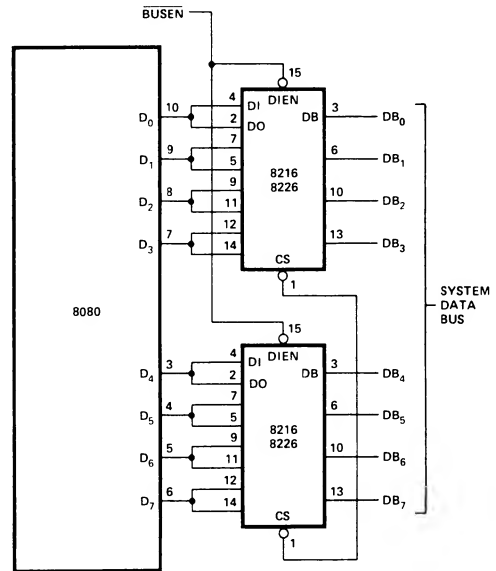 BUSEN
15
DIEN
D0 10
4 DI
2 DO
DB 3 DB0
D1 9
7
5
6 DB1
D2 8
9
11
8216
8226
10 DB2
D3 7
12
14
13 DB3
CS
1
8080
SYSTEM
DATA
BUS
15
DIEN
D4 3
4 DI
2 DO
DB 3 DB4
D5 4
7
5
6 DB5
D6 5
9
11
8216
8226
10 DB6
D7 6
12
14
13 DB7
CS
1